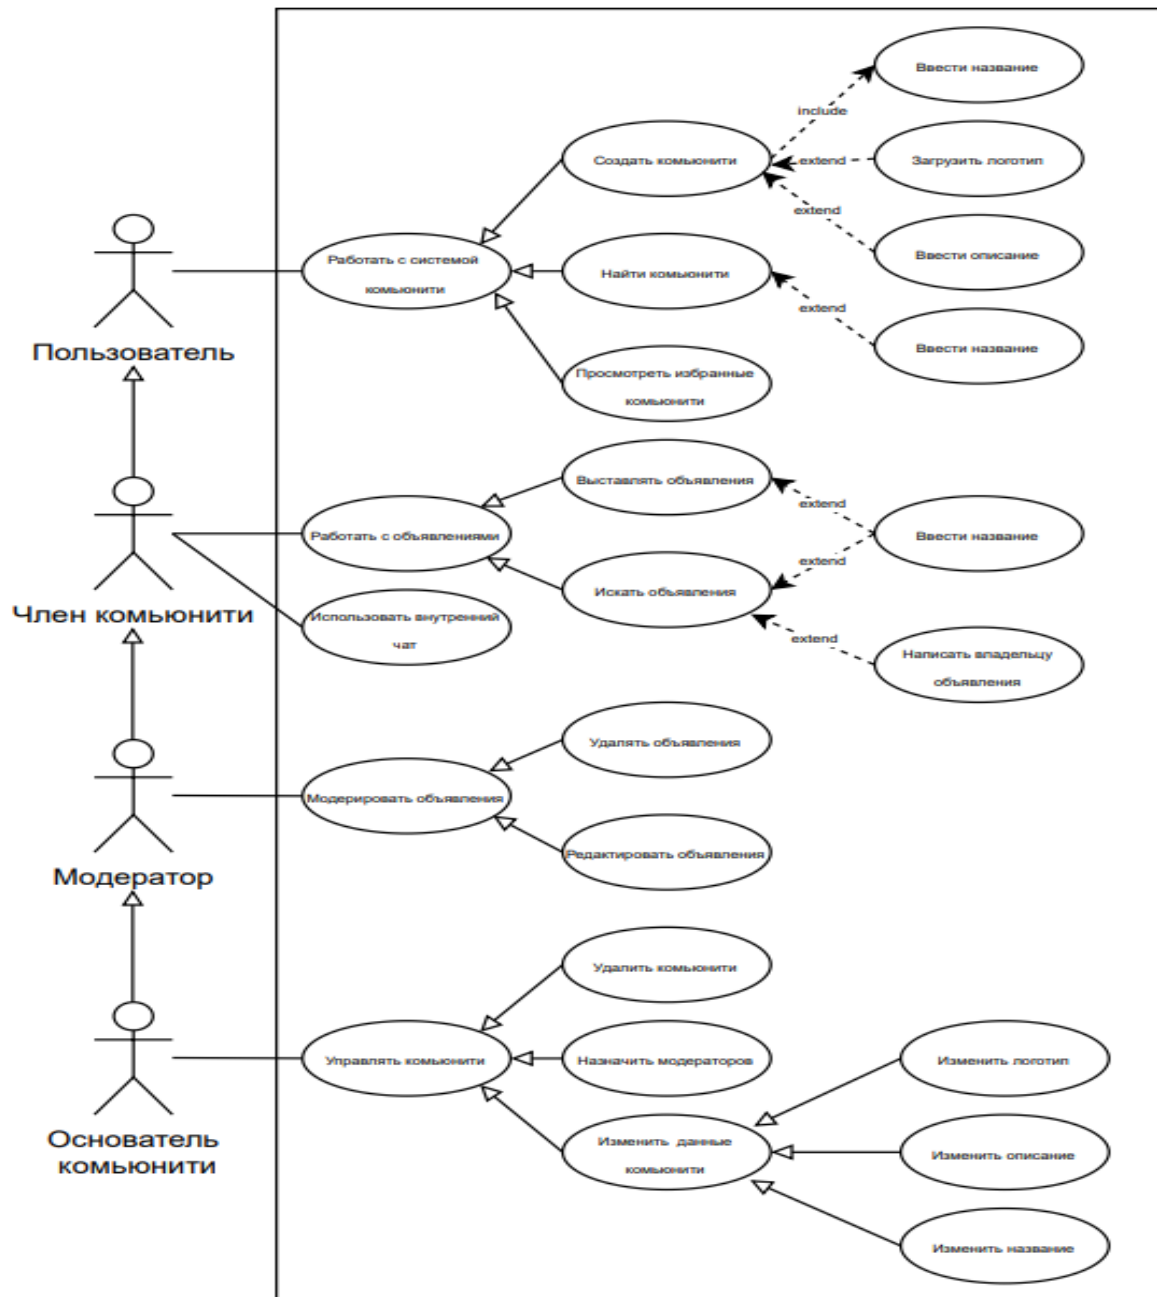 Ввести название
include
Создать комьюнити
extend
Загрузить логотип
extend
Ввести описание
Работать с системой
комьюнити
Найти комьюнити
extend
Ввести название
Пользователь
Просмотреть избранные
комьюнити
Выставлять объявления
extend
Работать с объявлениями
Ввести название
extend
Искать объявления
Член комьюнити
Использовать внутренний
чат
extend
Написать владельцу
объявления
Удалять объявления
Модерировать объявления
Редактировать объявления
Модератор
Удалить комьюнити
Управлять комьюнити
Назначить модераторов
Изменить логотип
Основатель
комьюнити
Изменить данные
комьюнити
Изменить описание
Изменить название